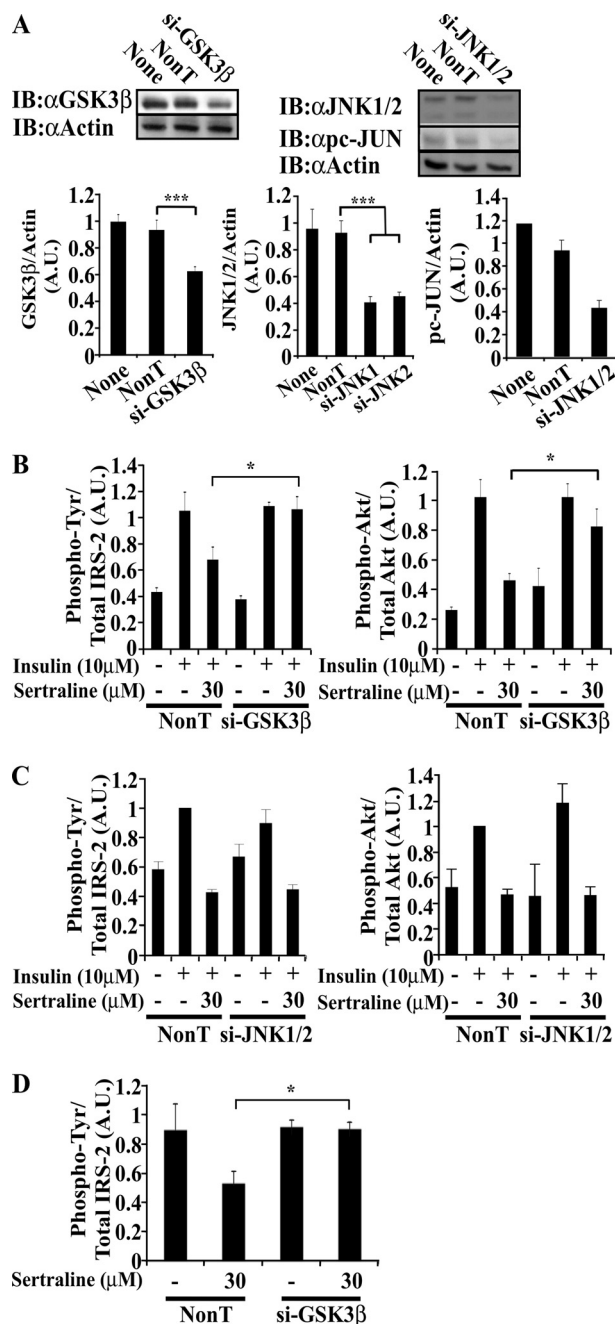 A
None
NonT
si-GSK3β
IB:αGSK3β
IB:αActin
None
NonT
si-JNK1/2
IB:αJNK1/2
IB:αpc-JUN
IB:αActin
GSK3β/Actin
(A.U.)
1.2
1
0.8
0.6
0.4
0.2
0
***
None
NonT
si-GSK3β
JNK1/2/Actin
(A.U.)
1.2
1
0.8
0.6
0.4
0.2
0
***
None
NonT
si-JNK1
si-JNK2
pc-JUN/Actin
(A.U.)
1.4
1.2
1
0.8
0.6
0.4
0.2
0
None
NonT
si-JNK1/2
B
Phospho-Tyr/
Total IRS-2 (A.U.)
1.4
1.2
1
0.8
0.6
0.4
0.2
0
*
Insulin (10μM) - + + - + +
Sertraline (μM) 30 30
NonT si-GSK3β
Phospho-Akt/
Total Akt (A.U.)
1.2
1
0.8
0.6
0.4
0.2
0
*
Insulin (10μM) - + + - + +
Sertraline (μM) 30 30
NonT si-GSK3β
C
Phospho-Tyr/
Total IRS-2 (A.U.)
1.2
1
0.8
0.6
0.4
0.2
0
Insulin (10μM) - + + - + +
Sertraline (μM) 30 30
NonT si-JNK1/2
Phospho-Akt/
Total Akt (A.U.)
1.4
1.2
1
0.8
0.6
0.4
0.2
0
Insulin (10μM) - + + - + +
Sertraline (μM) 30 30
NonT si-JNK1/2
D
Phospho-Tyr/
Total IRS-2 (A.U.)
1.2
1
0.8
0.6
0.4
0.2
0
*
Sertraline (μM) - 30 - 30
NonT si-GSK3β